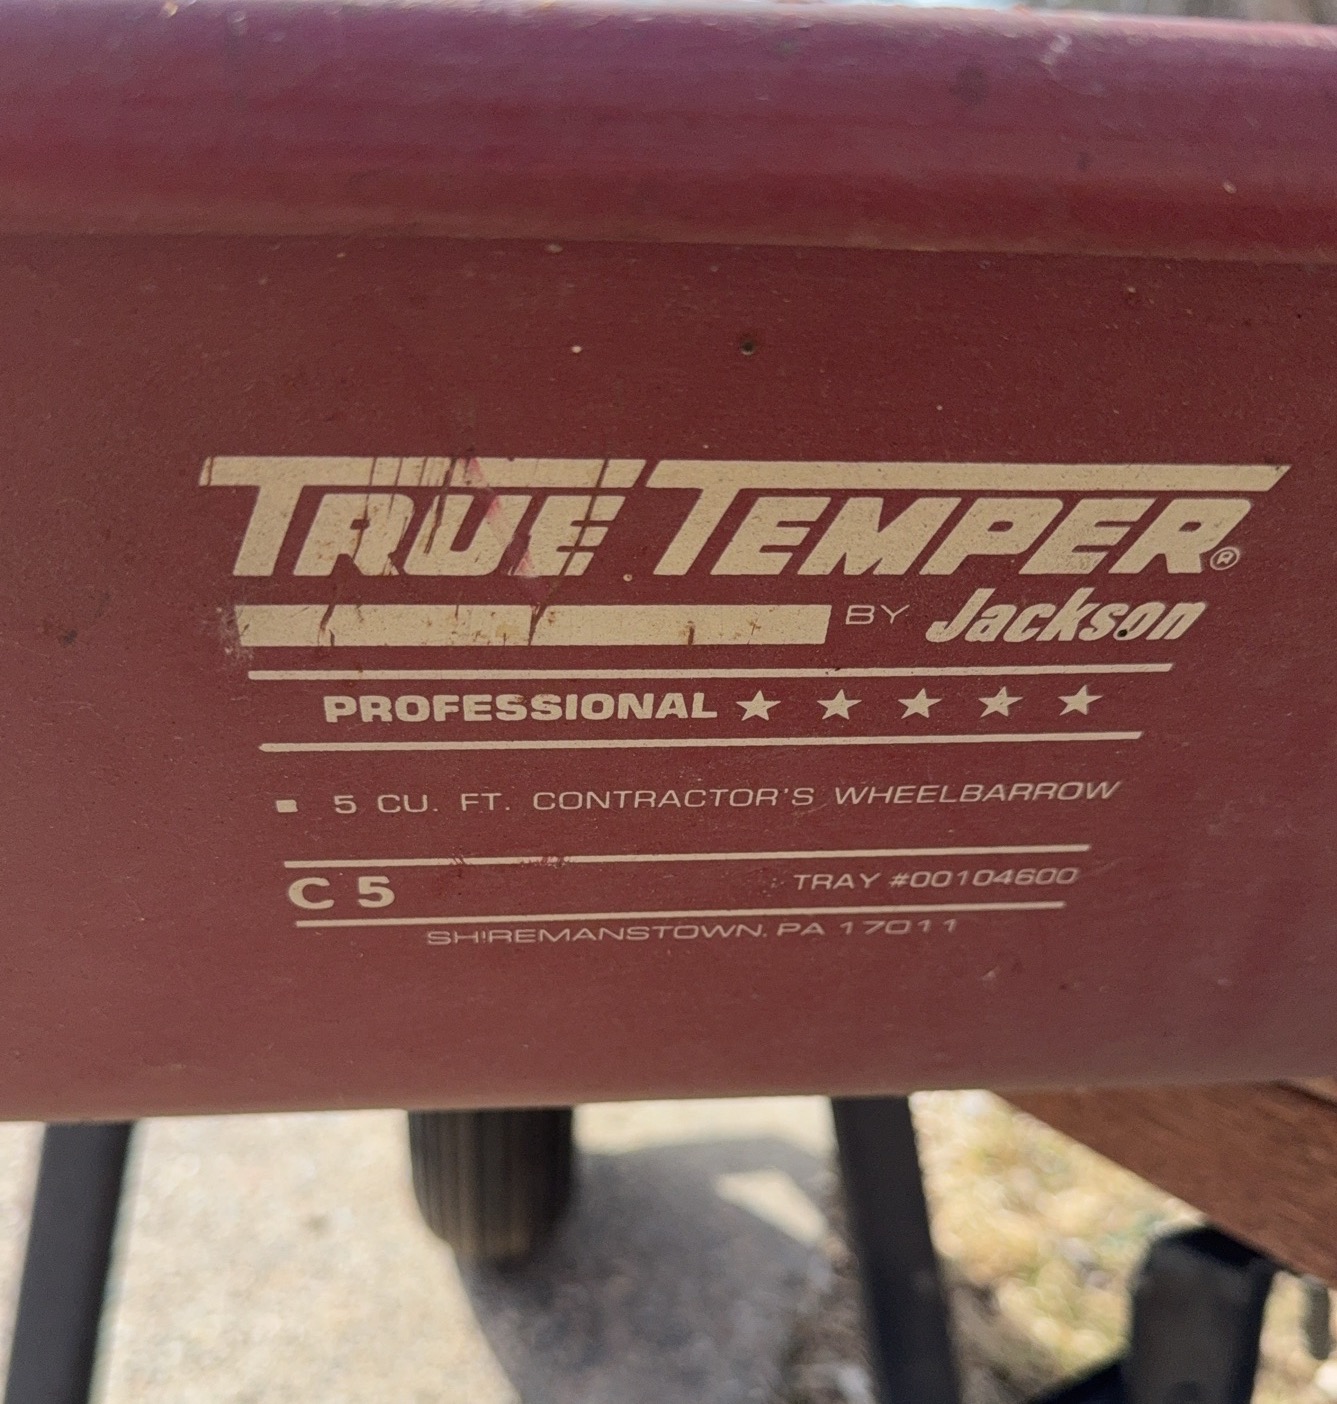 TRUE TEMPER®
BY Jackson
PROFESSIONAL ★ ★ ★ ★ ★
▪ 5 CU. FT. CONTRACTOR'S WHEELBARROW
C 5 TRAY #00104600
SHIREMANSTOWN, PA 17011